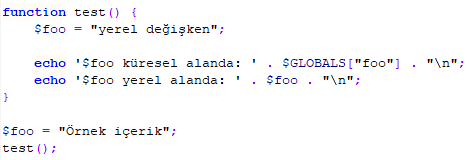 function test() {
    $foo = "yerel değişken";

    echo '$foo küresel alanda: ' . $GLOBALS["foo"] . "\n";
    echo '$foo yerel alanda: ' . $foo . "\n";
}

$foo = "Örnek içerik";
test();